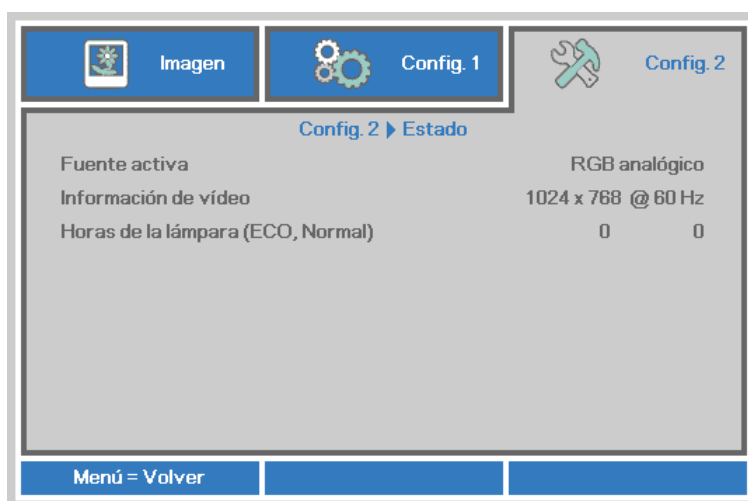 Imagen
Config. 1
Config. 2
Config. 2 ▶ Estado
Fuente activa RGB analógico
Información de vídeo 1024 x 768 @ 60 Hz
Horas de la lámpara (ECO, Normal) 0 0
Menú = Volver